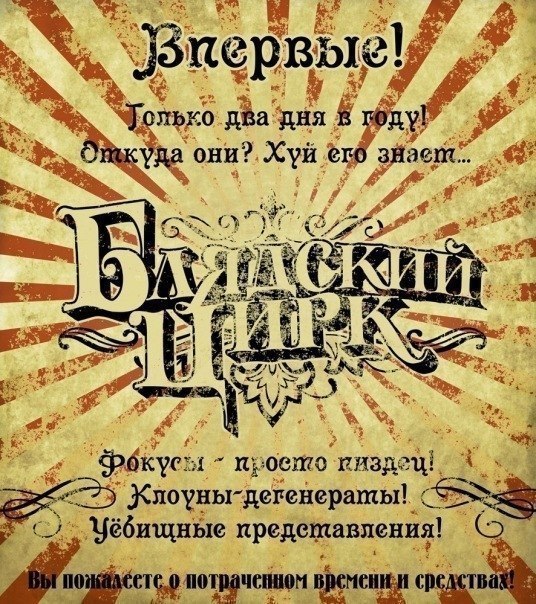 Впервые!
Только два дня в году!
Откуда они? Хуй его знает...
Блядский
Цирк
Фокусы - просто пиздец!
Клоуны-дегенераты!
Уёбищные представления!
Вы пожалеете о потраченном времени и средствах!